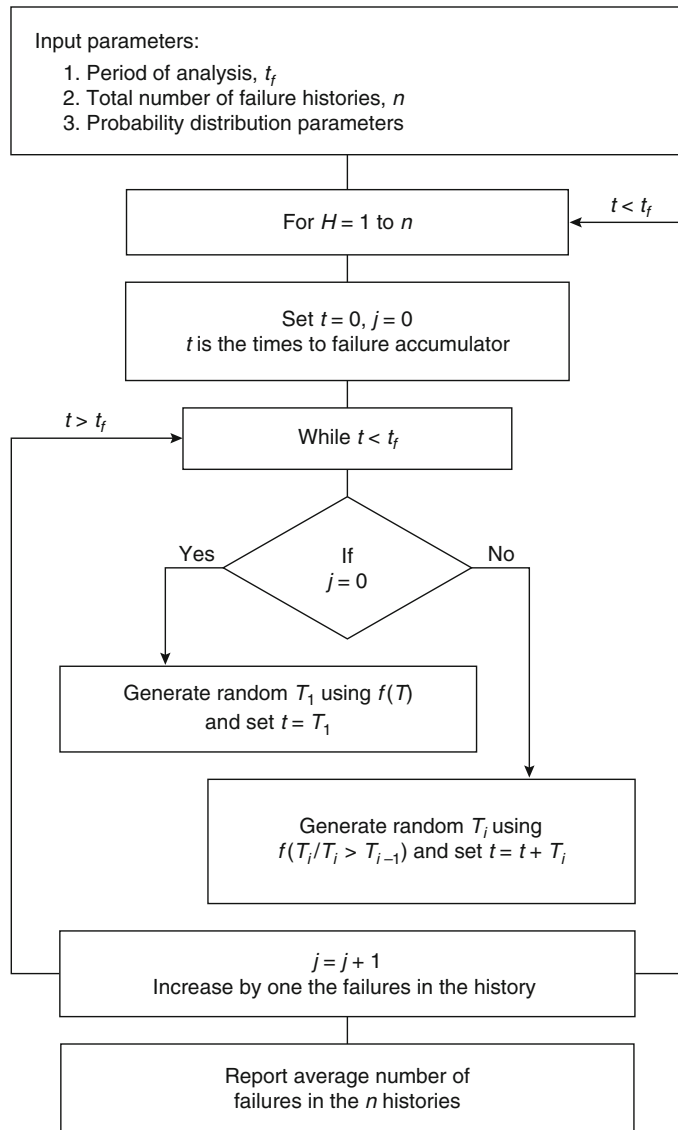 Input parameters:
1. Period of analysis, t_f
2. Total number of failure histories, n
3. Probability distribution parameters
For H = 1 to n
t < t_f
Set t = 0, j = 0
t is the times to failure accumulator
t > t_f
While t < t_f
Yes
If
j = 0
No
Generate random T_1 using f(T)
and set t = T_1
Generate random T_i using
f(T_i/T_i > T_{i–1}) and set t = t + T_i
j = j + 1
Increase by one the failures in the history
Report average number of
failures in the n histories